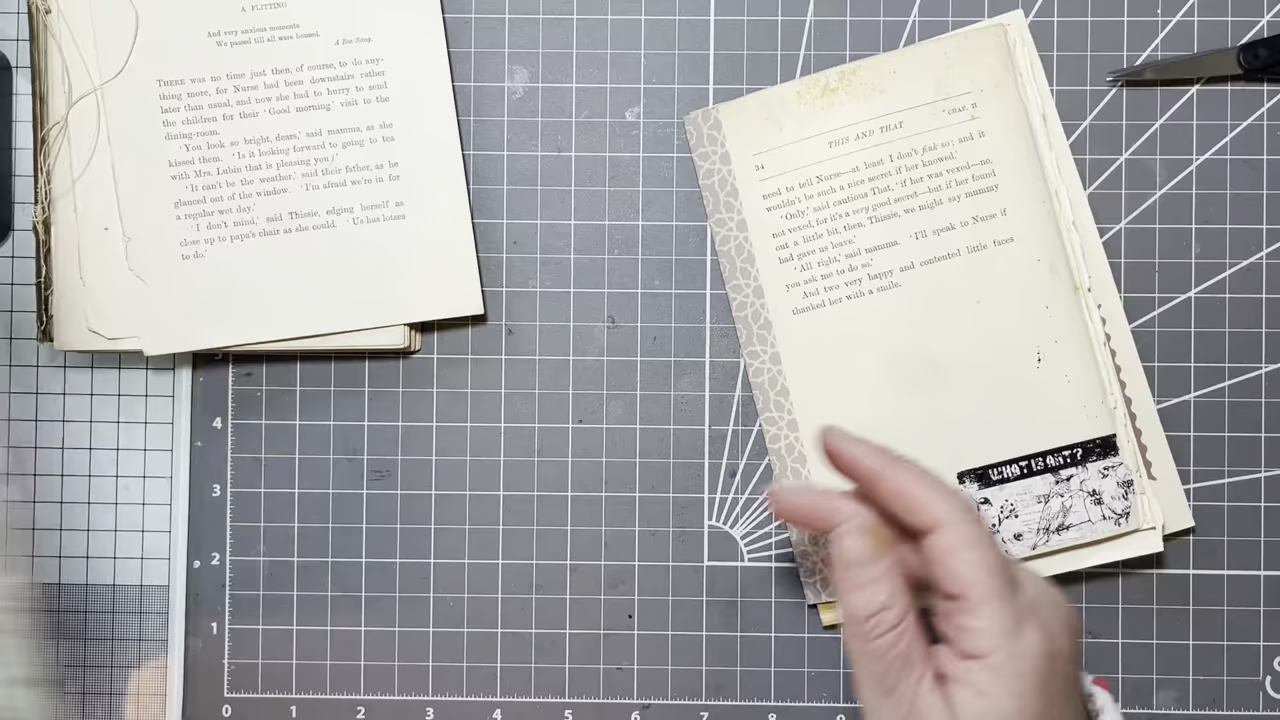 A FLITTING
And very anxious moments
We passed till all were housed.
A Bee Song.
THERE was no time just then, of course, to do any-
thing more, for Nurse had been downstairs rather
later than usual, and now she had to hurry to send
the children for their ‘Good morning’ visit to the
dining-room.
‘You look so bright, dears,’ said mamma, as she
kissed them. ‘Is it looking forward to going to tea
with Mrs. Lubin that is pleasing you?’
‘It can't be the weather,’ said their father, as he
glanced out of the window. ‘I'm afraid we're in for
a regular wet day.’
‘I don't mind,’ said Thissie, edging herself as
close up to papa's chair as she could. ‘Us has lotses
to do.’
34
THIS AND THAT
CHAP. II
need to tell Nurse—at least I don't fink so; and it
wouldn't be such a nice secret if her knowed.’
‘Only,’ said cautious That, ‘if her was vexed—no,
not vexed, for it's a very good secret—but if her found
out a little bit, then, Thissie, we might say mummy
had gave us leave.’
‘All right,’ said mamma. ‘I'll speak to Nurse if
you ask me to do so.’
And two very happy and contented little faces
thanked her with a smile.
WHAT IS ART?
5
4
3
2
1
0 1 2 3 4 5 6 7 8 9